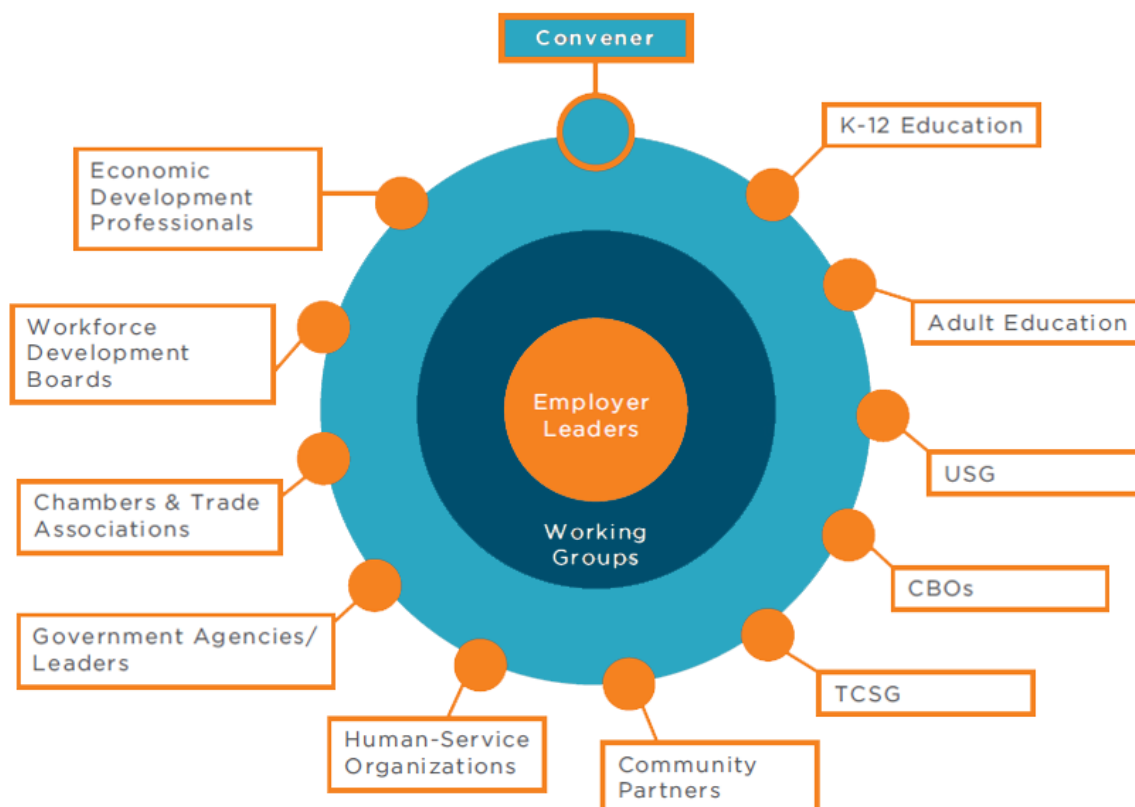 Convener
K-12 Education
Economic
Development
Professionals
Adult Education
Workforce
Development
Boards
Employer
Leaders
USG
Chambers & Trade
Associations
Working
Groups
CBOs
Government Agencies/
Leaders
TCSG
Human-Service
Organizations
Community
Partners